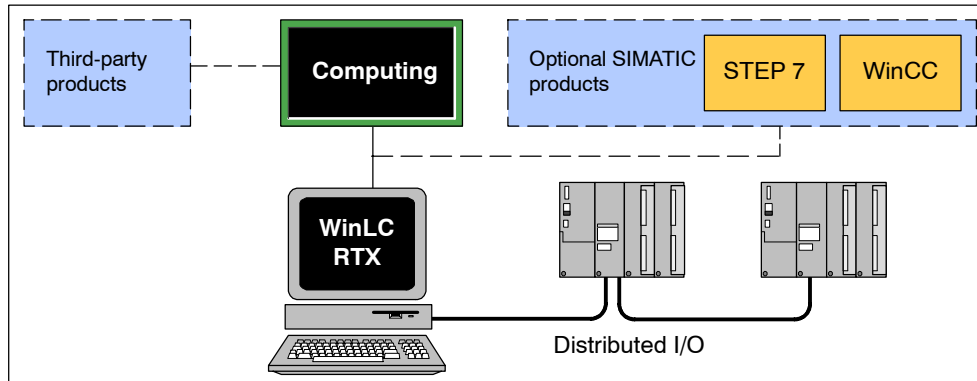 Third-party
products
Computing
Optional SIMATIC
products
STEP 7
WinCC
WinLC
RTX
Distributed I/O